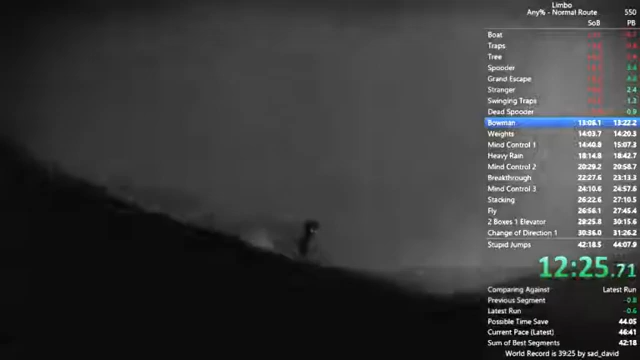 Limbo
Any% - Normal Route 550
SoB PB
Boat
Traps
Tree
Spooder
Grand Escape
Stranger 2.4
Swinging Traps
Dead Spooder
Bowman 13:22.2
Weights 14:03.7 14:20.3
Mind Control 1 14:40.8 15:07.3
Heavy Rain 18:14.8 18:42.7
Mind Control 2 20:29.2 20:58.7
Breakthrough 22:27.6 23:13.3
Mind Control 3 24:10.6 24:57.6
Stacking 26:22.6 27:10.5
Fly 26:56.1 27:45.4
2 Boxes 1 Elevator 29:25.8 30:15.6
Change of Direction 1 30:36.0 31:26.2
Stupid Jumps 42:18.5 44:07.9
12:25.71
Comparing Against Latest Run
Previous Segment -0.8
Latest Run -0.6
Possible Time Save 44.05
Current Pace (Latest) 46:41
Sum of Best Segments 42:18
World Record is 39:25 by sad_david